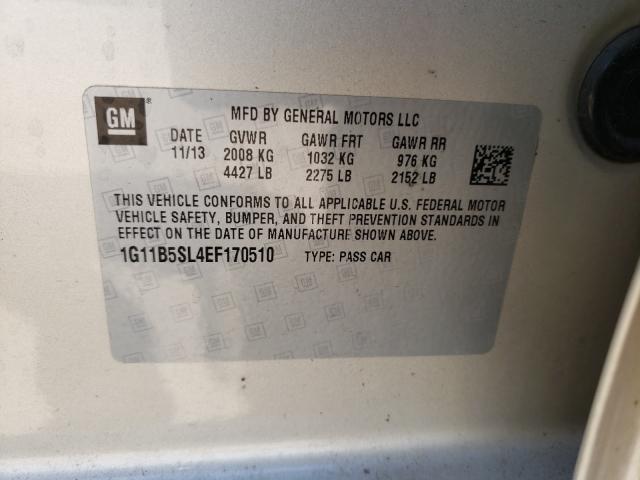 GM ® MFD BY GENERAL MOTORS LLC
DATE GVWR GAWR FRT GAWR RR
11/13 2008 KG 1032 KG 976 KG
4427 LB 2275 LB 2152 LB
THIS VEHICLE CONFORMS TO ALL APPLICABLE U.S. FEDERAL MOTOR
VEHICLE SAFETY, BUMPER, AND THEFT PREVENTION STANDARDS IN
EFFECT ON THE DATE OF MANUFACTURE SHOWN ABOVE.
1G11B5SL4EF170510 TYPE: PASS CAR